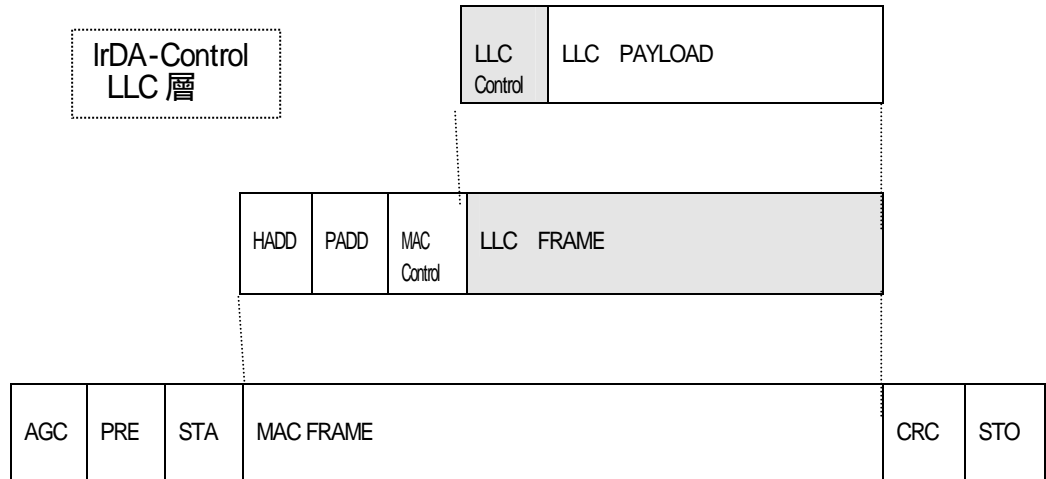 IrDA-Control
LLC 層
LLC
Control
LLC PAYLOAD
HADD
PADD
MAC
Control
LLC FRAME
AGC
PRE
STA
MAC FRAME
CRC
STO